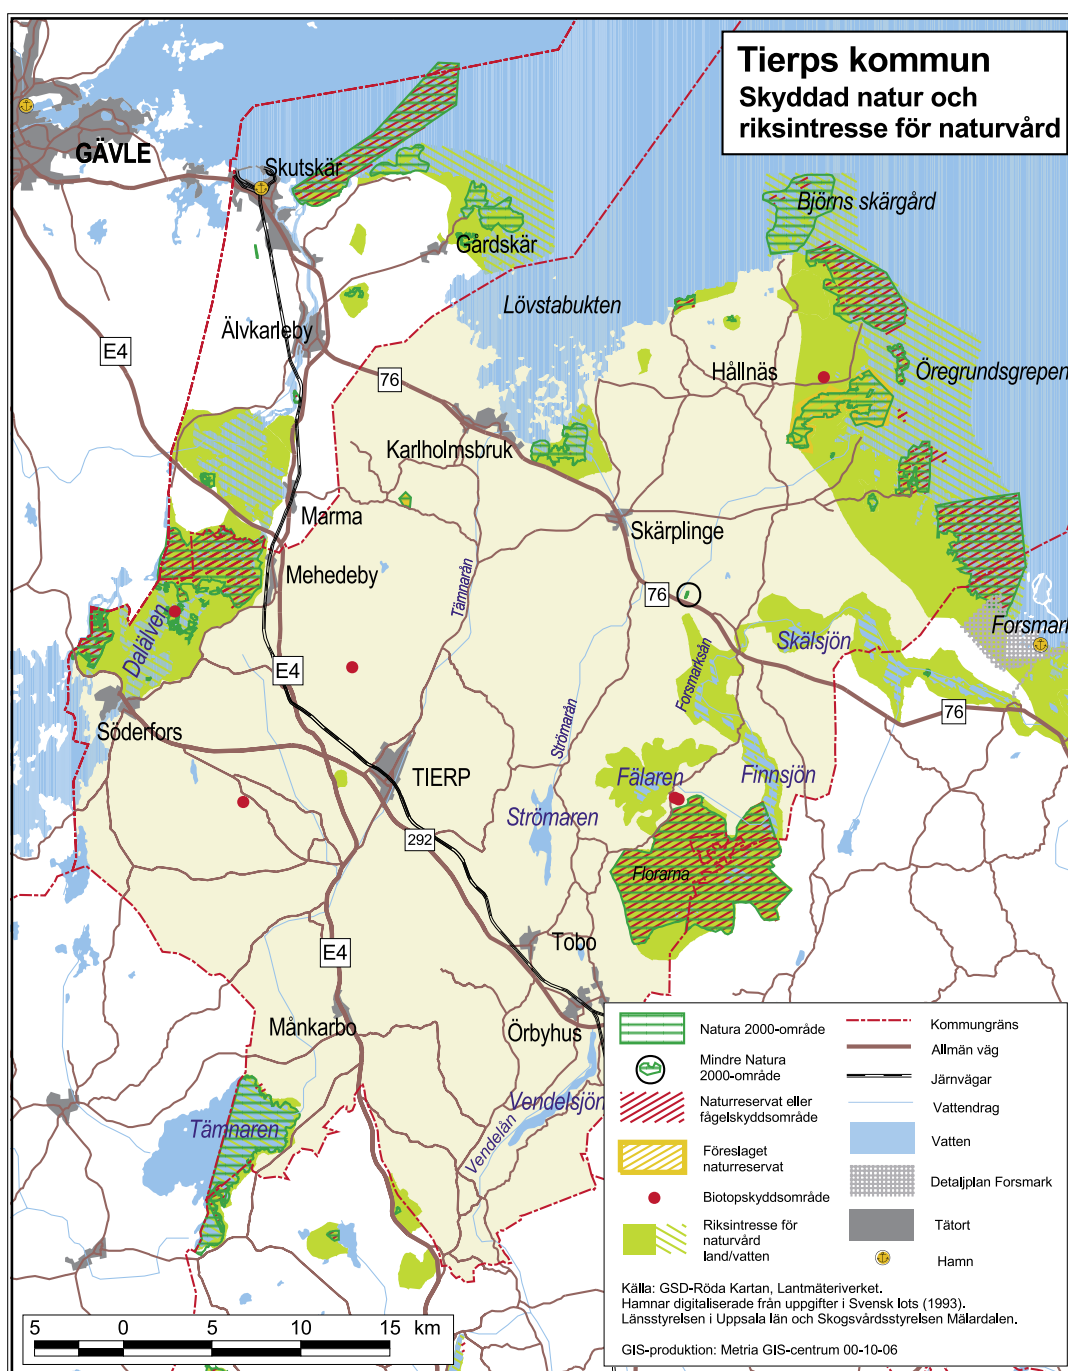 Tierps kommun
Skyddad natur och
riksintresse för naturvård
GÄVLE
Skutskär
Björns skärgård
Gårdskär
Lövstabukten
Älvkarleby
E4
76
Hållnäs
Öregrundsgrepen
Karlholmsbruk
Marma
Skärplinge
Mehedeby
Tämnarån
76
Dalälven
Skälsjön
Forsmark
E4
Forsmarksån
76
Söderfors
Strömarån
TIERP
Fälaren
Finnsjön
Strömaren
292
Florarna
Tobo
E4
Månkarbo
Örbyhus
Vendelsjön
Tämnaren
Vendelån
Natura 2000-område
Mindre Natura
2000-område
Naturreservat eller
fågelskyddsområde
Föreslaget
naturreservat
Biotopskyddsområde
Riksintresse för
naturvård
land/vatten
Kommungräns
Allmän väg
Järnvägar
Vattendrag
Vatten
Detaljplan Forsmark
Tätort
Hamn
Källa: GSD-Röda Kartan, Lantmäteriverket.
Hamnar digitaliserade från uppgifter i Svensk lots (1993).
Länsstyrelsen i Uppsala län och Skogsvårdsstyrelsen Mälardalen.
GIS-produktion: Metria GIS-centrum 00-10-06
5 0 5 10 15 km